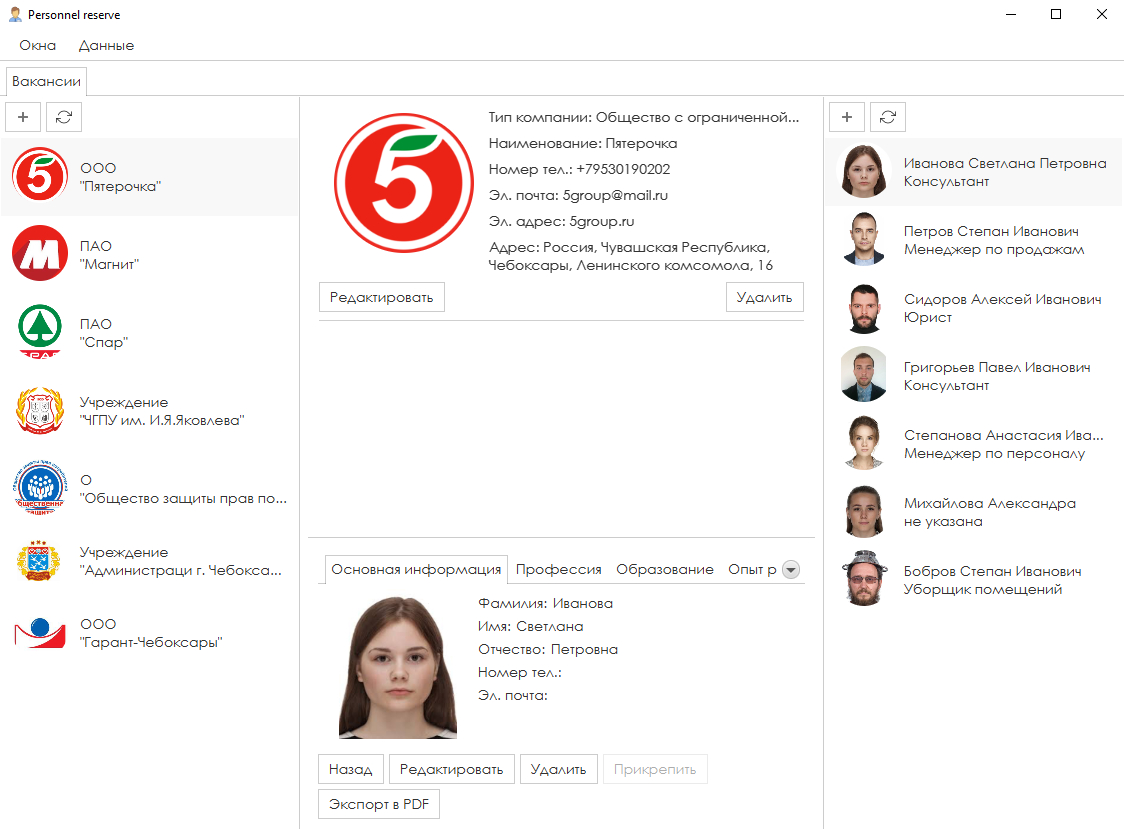 Personnel reserve
Окна Данные
Вакансии
ООО
"Пятерочка"
ПАО
"Магнит"
ПАО
"Спар"
Учреждение
"ЧГПУ им. И.Я.Яковлева"
О
"Общество защиты прав по...
Учреждение
"Администраци г. Чебокса...
ООО
"Гарант-Чебоксары"
5
Тип компании: Общество с ограниченной...
Наименование: Пятерочка
Номер тел.: +79530190202
Эл. почта: 5group@mail.ru
Эл. адрес: 5group.ru
Адрес: Россия, Чувашская Республика,
Чебоксары, Ленинского комсомола, 16
Редактировать Удалить
Основная информация Профессия Образование Опыт р
Фамилия: Иванова
Имя: Светлана
Отчество: Петровна
Номер тел.:
Эл. почта:
Назад Редактировать Удалить Прикрепить
Экспорт в PDF
Иванова Светлана Петровна
Консультант
Петров Степан Иванович
Менеджер по продажам
Сидоров Алексей Иванович
Юрист
Григорьев Павел Иванович
Консультант
Степанова Анастасия Ива...
Менеджер по персоналу
Михайлова Александра
не указана
Бобров Степан Иванович
Уборщик помещений